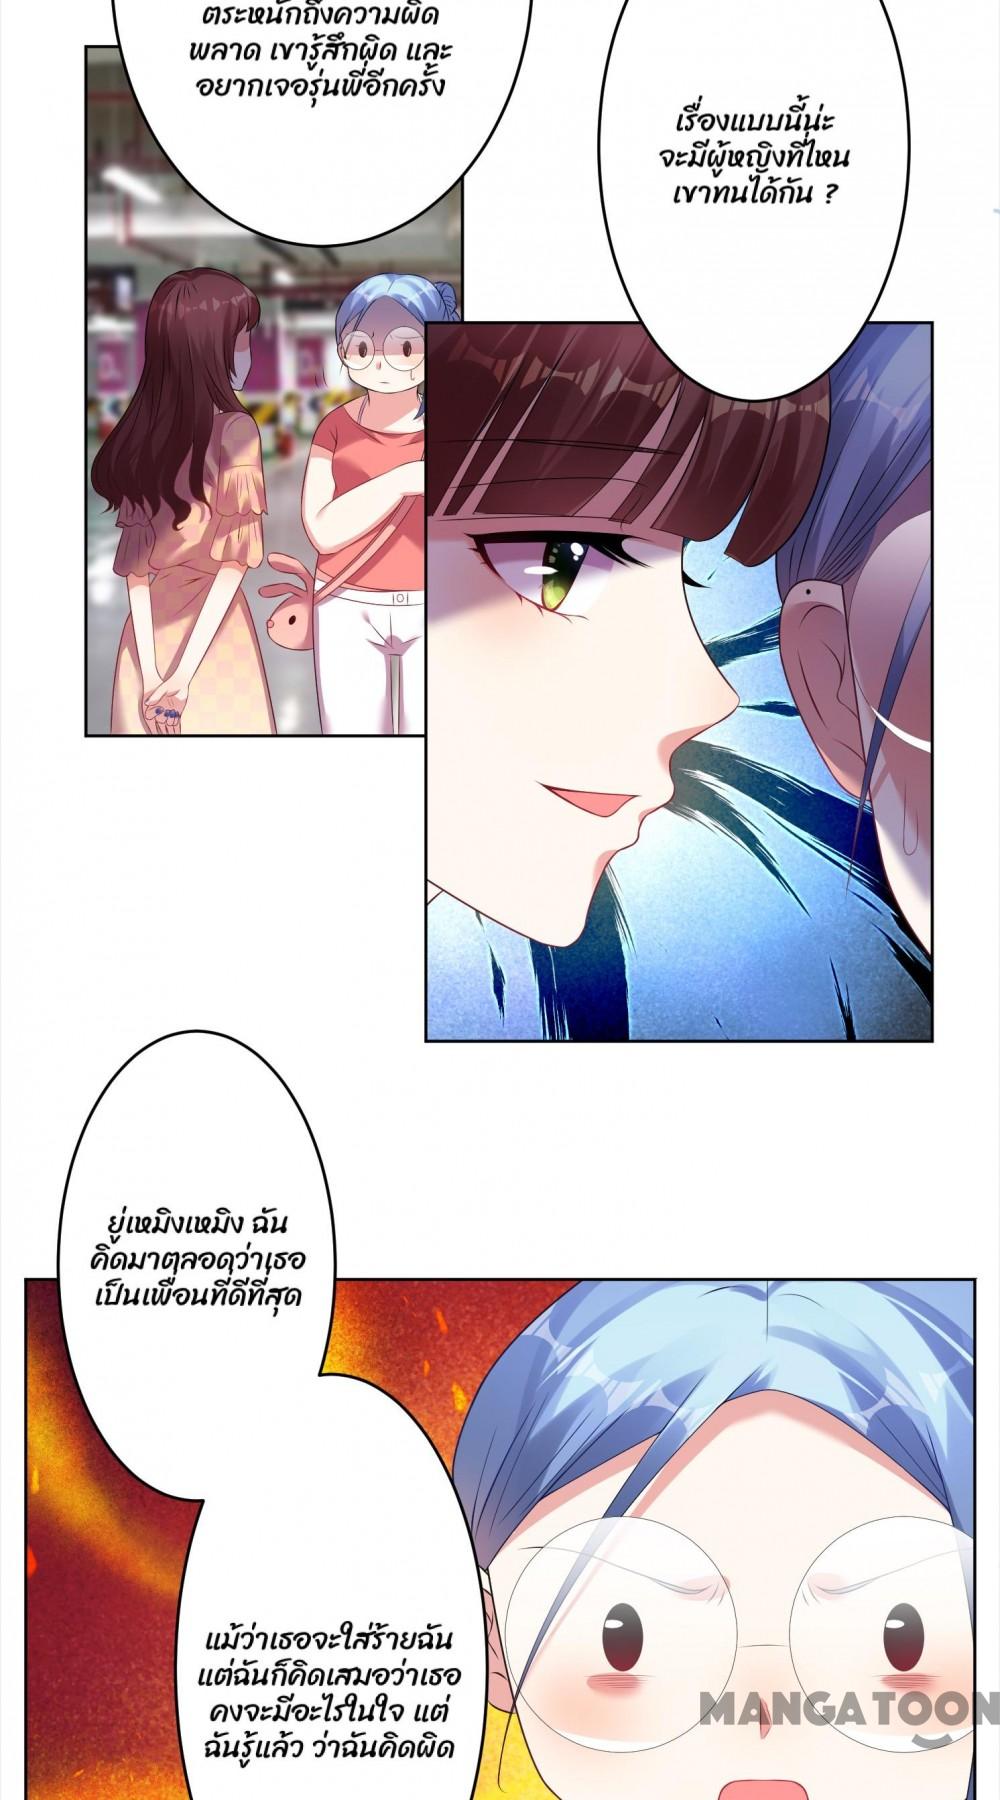 ตระหนักถึงความผิด
พลาด เขารู้สึกผิด และ
อยากเจอรุ่นพี่อีกครั้ง
เรื่องแบบนี้น่ะ
จะมีผู้หญิงที่ไหน
เขาทนได้กัน ?
ยู่เหมิงเหมิง ฉัน
คิดมาตลอดว่าเธอ
เป็นเพื่อนที่ดีที่สุด
แม้ว่าเธอจะใส่ร้ายฉัน
แต่ฉันก็คิดเสมอว่าเธอ
คงจะมีอะไรในใจ แต่
ฉันรู้แล้ว ว่าฉันคิดผิด
MANGATOON